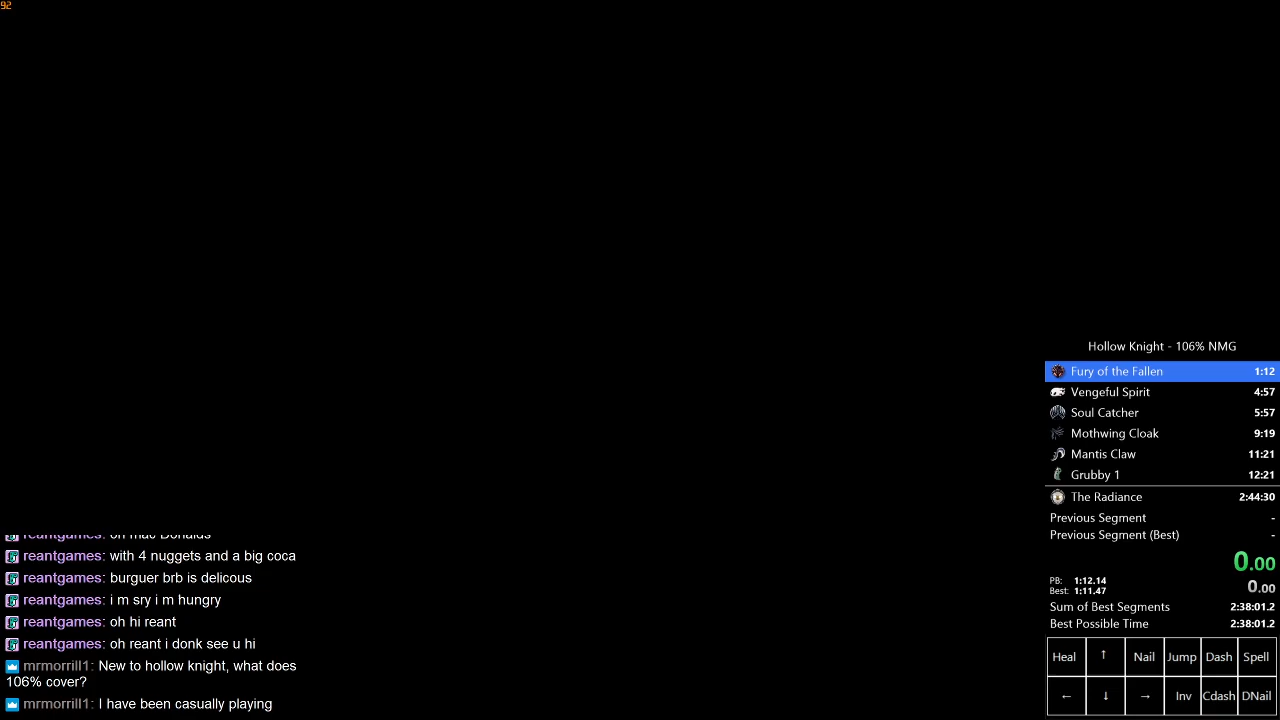 92
Hollow Knight - 106% NMG
Fury of the Fallen 1:12
Vengeful Spirit 4:57
Soul Catcher 5:57
Mothwing Cloak 9:19
Mantis Claw 11:21
Grubby 1 12:21
The Radiance 2:44:30
Previous Segment -
Previous Segment (Best) -
0.00
PB: 1:12.14
Best: 1:11.47
0.00
Sum of Best Segments 2:38:01.2
Best Possible Time 2:38:01.2
Heal ↑ Nail Jump Dash Spell
← ↓ → Inv Cdash DNail
reantgames: oh mac Donalds
reantgames: with 4 nuggets and a big coca
reantgames: burguer brb is delicous
reantgames: i m sry i m hungry
reantgames: oh hi reant
reantgames: oh reant i donk see u hi
mrmorrill1: New to hollow knight, what does
106% cover?
mrmorrill1: I have been casually playing